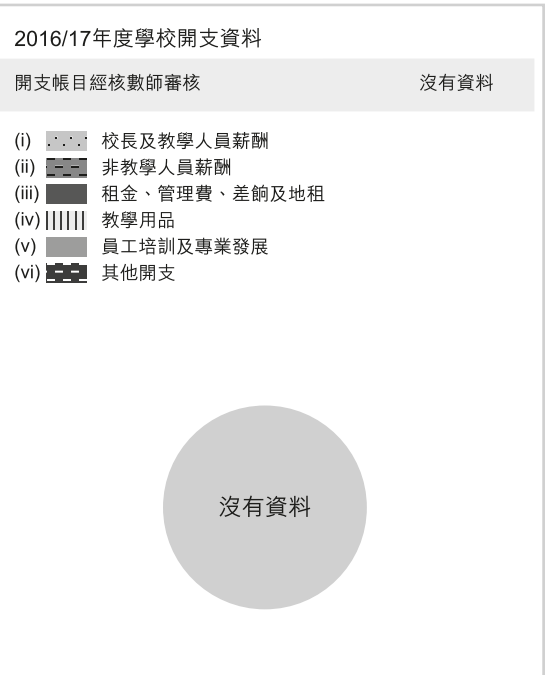 2016/17年度學校開支資料
開支帳目經核數師審核 沒有資料
(i) 校長及教學人員薪酬
(ii) 非教學人員薪酬
(iii) 租金、管理費、差餉及地租
(iv) 教學用品
(v) 員工培訓及專業發展
(vi) 其他開支
沒有資料